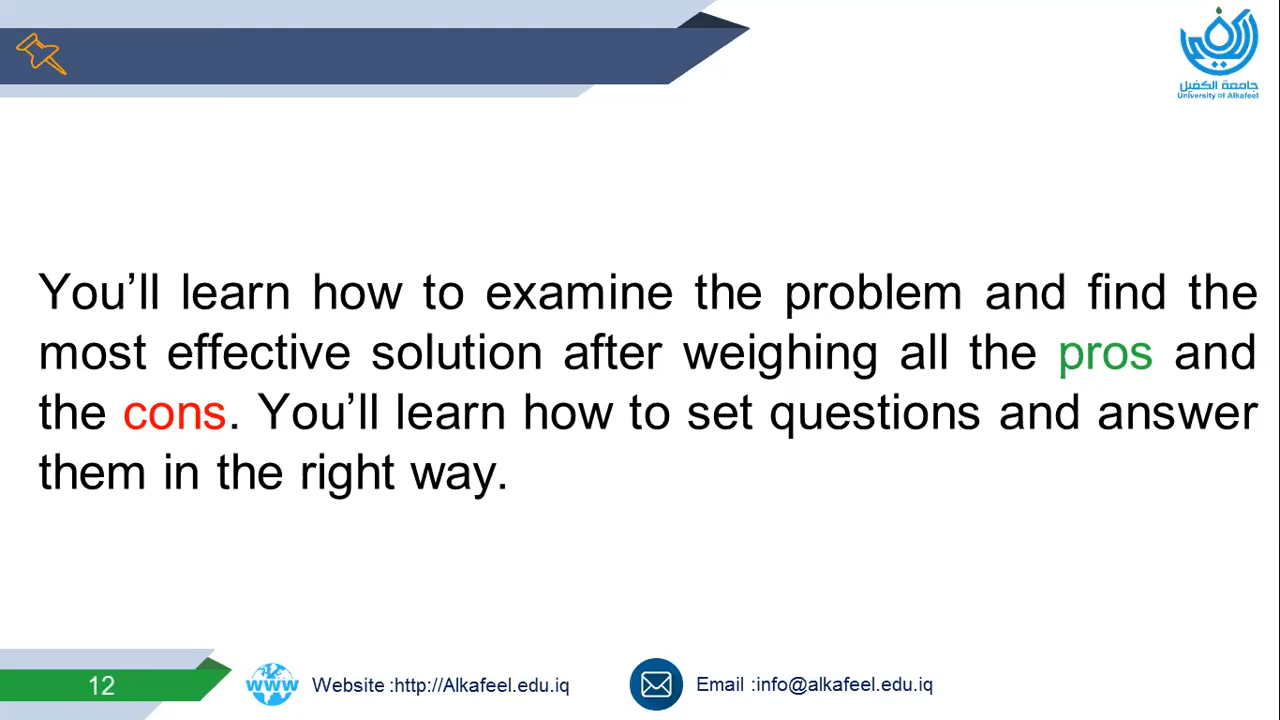 جامعة الكفيل
University of Alkafeel
You’ll learn how to examine the problem and find the
most effective solution after weighing all the pros and
the cons. You’ll learn how to set questions and answer
them in the right way.
12
www
Website :http://Alkafeel.edu.iq
Email :info@alkafeel.edu.iq